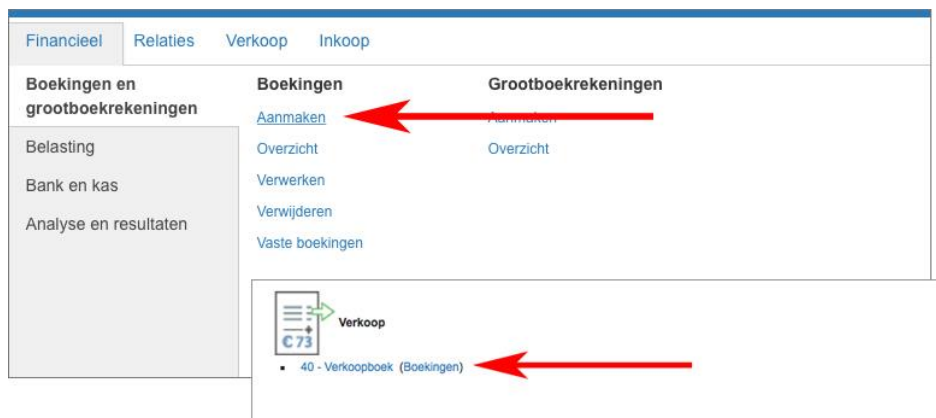 Financieel Relaties Verkoop Inkoop
Boekingen en
grootboekrekeningen
Belasting
Bank en kas
Analyse en resultaten
Boekingen
Aanmaken
Overzicht
Verwerken
Verwijderen
Vaste boekingen
Grootboekrekeningen
Aanmaken
Overzicht
€ 73
Verkoop
40 - Verkoopboek (Boekingen)